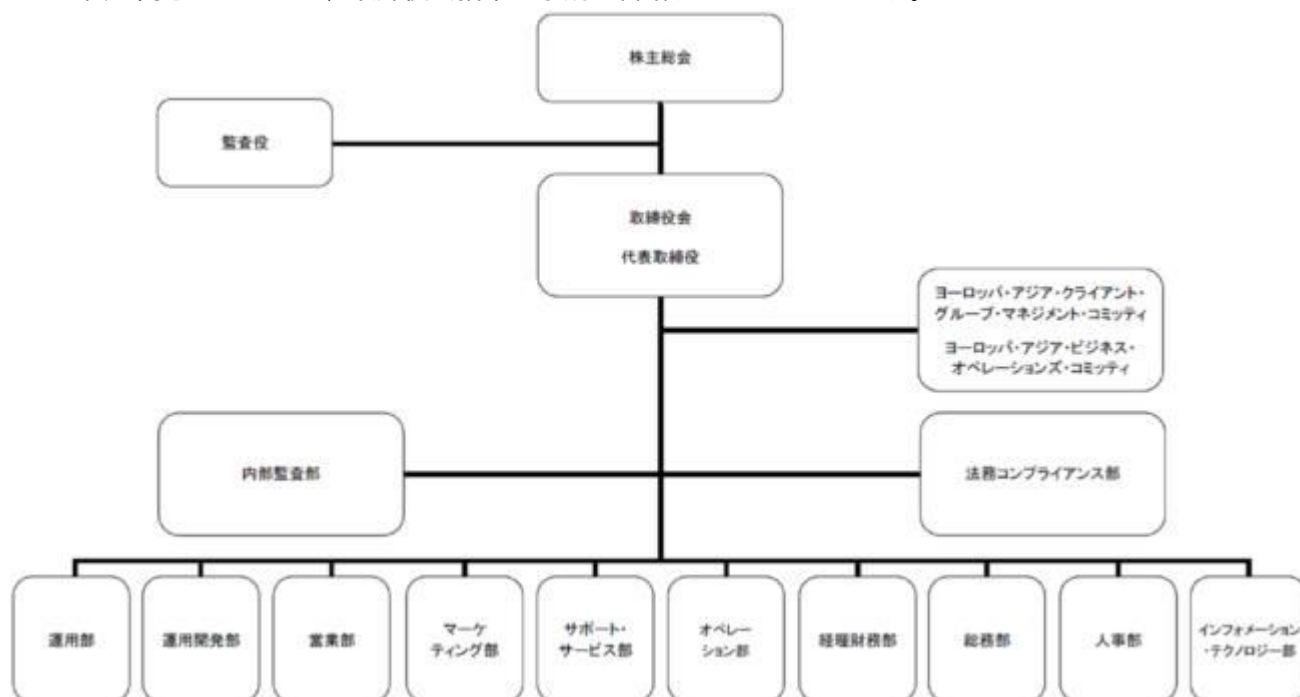 株主総会
監査役
取締役会
代表取締役
ヨーロッパ・アジア・クライアント・
グループ・マネジメント・コミッティ
ヨーロッパ・アジア・ビジネス・
オペレーションズ・コミッティ
内部監査部
法務コンプライアンス部
運用部
運用開発部
営業部
マーケ
ティング部
サポート・
サービス部
オペレー
ション部
経理財務部
総務部
人事部
インフォメーション
・テクノロジー部